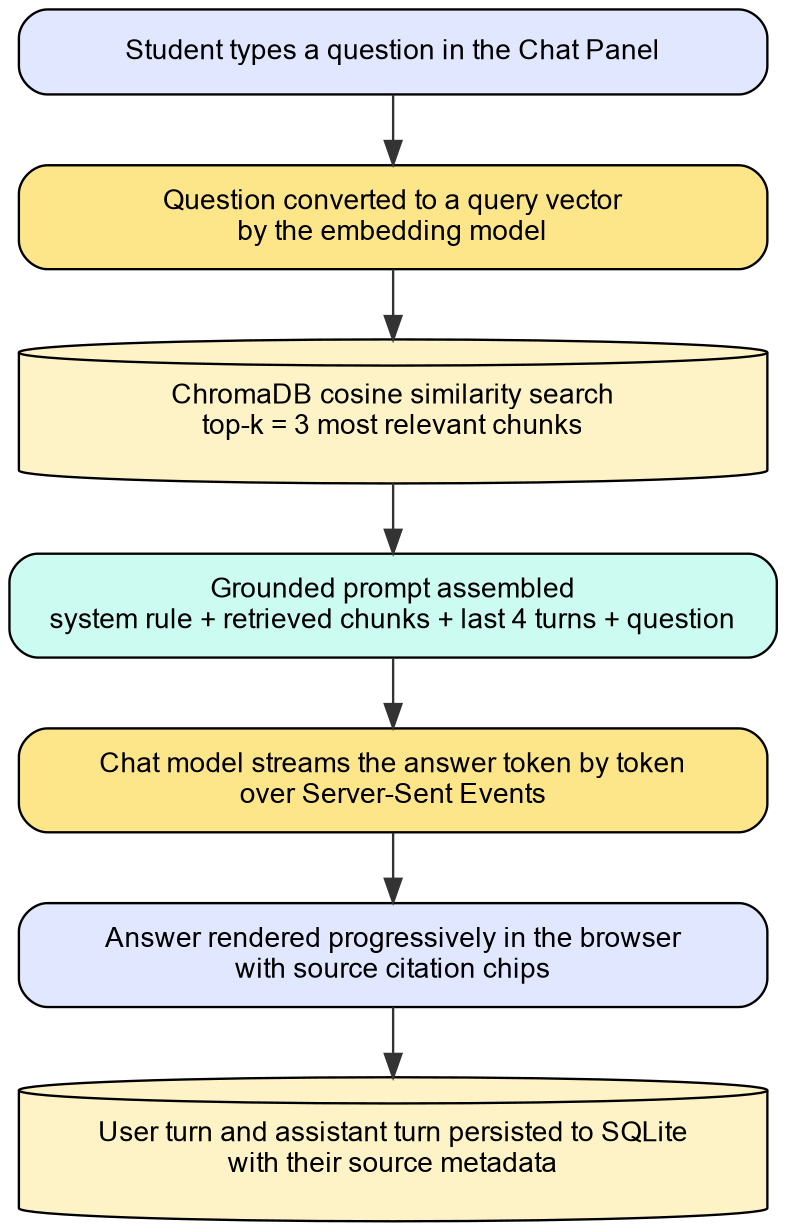 Student types a question in the Chat Panel
Question converted to a query vector
by the embedding model
ChromaDB cosine similarity search
top-k = 3 most relevant chunks
Grounded prompt assembled
system rule + retrieved chunks + last 4 turns + question
Chat model streams the answer token by token
over Server-Sent Events
Answer rendered progressively in the browser
with source citation chips
User turn and assistant turn persisted to SQLite
with their source metadata